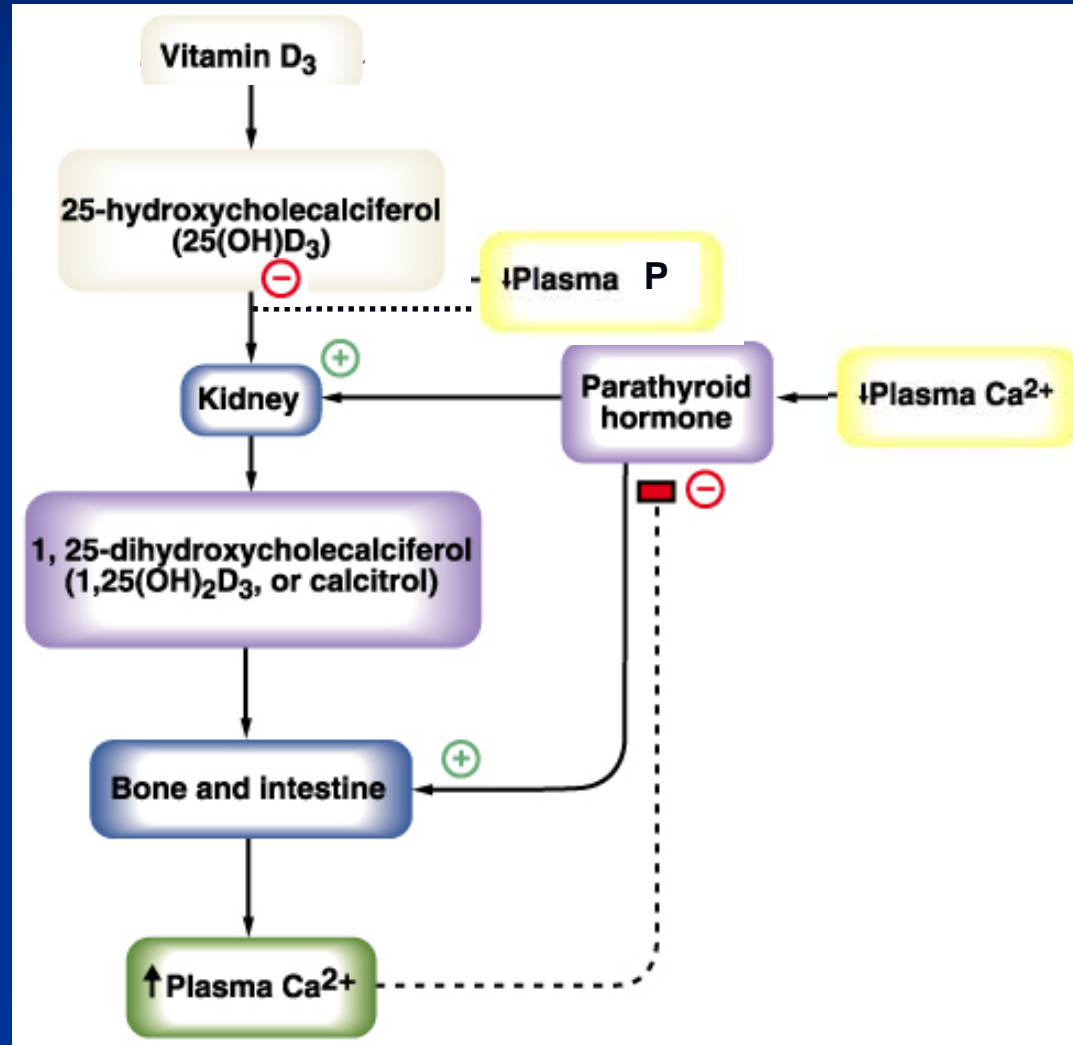 Vitamin D₃
25-hydroxycholecalciferol
(25(OH)D₃)
−
↓Plasma P
+
Kidney
Parathyroid
hormone
↓Plasma Ca²⁺
−
1, 25-dihydroxycholecalciferol
(1,25(OH)₂D₃, or calcitrol)
+
Bone and intestine
↑Plasma Ca²⁺